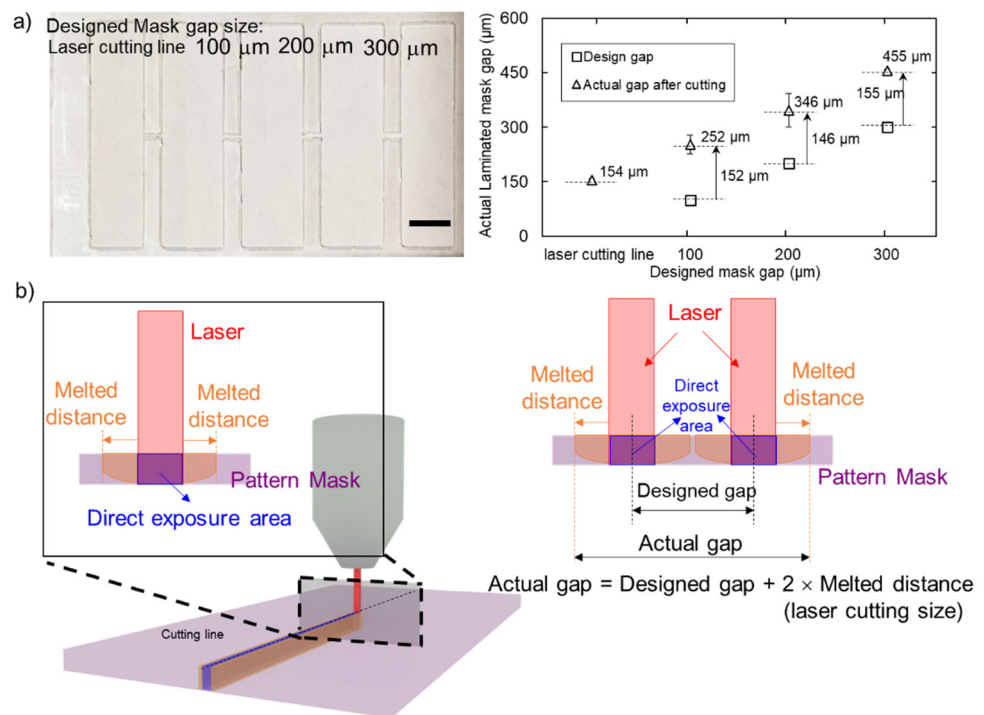 a)
Designed Mask gap size:
Laser cutting line 100 μm 200 μm 300 μm
Actual Laminated mask gap (μm)
600
450
300
150
0
Design gap
Actual gap after cutting
154 μm
252 μm
152 μm
346 μm
146 μm
455 μm
155 μm
laser cutting line 100 200 300
Designed mask gap (μm)
b)
Laser
Melted
distance
Melted
distance
Pattern Mask
Direct exposure area
Cutting line
Laser
Melted
distance
Direct
exposure
area
Melted
distance
Pattern Mask
Designed gap
Actual gap
Actual gap = Designed gap + 2 × Melted distance
(laser cutting size)